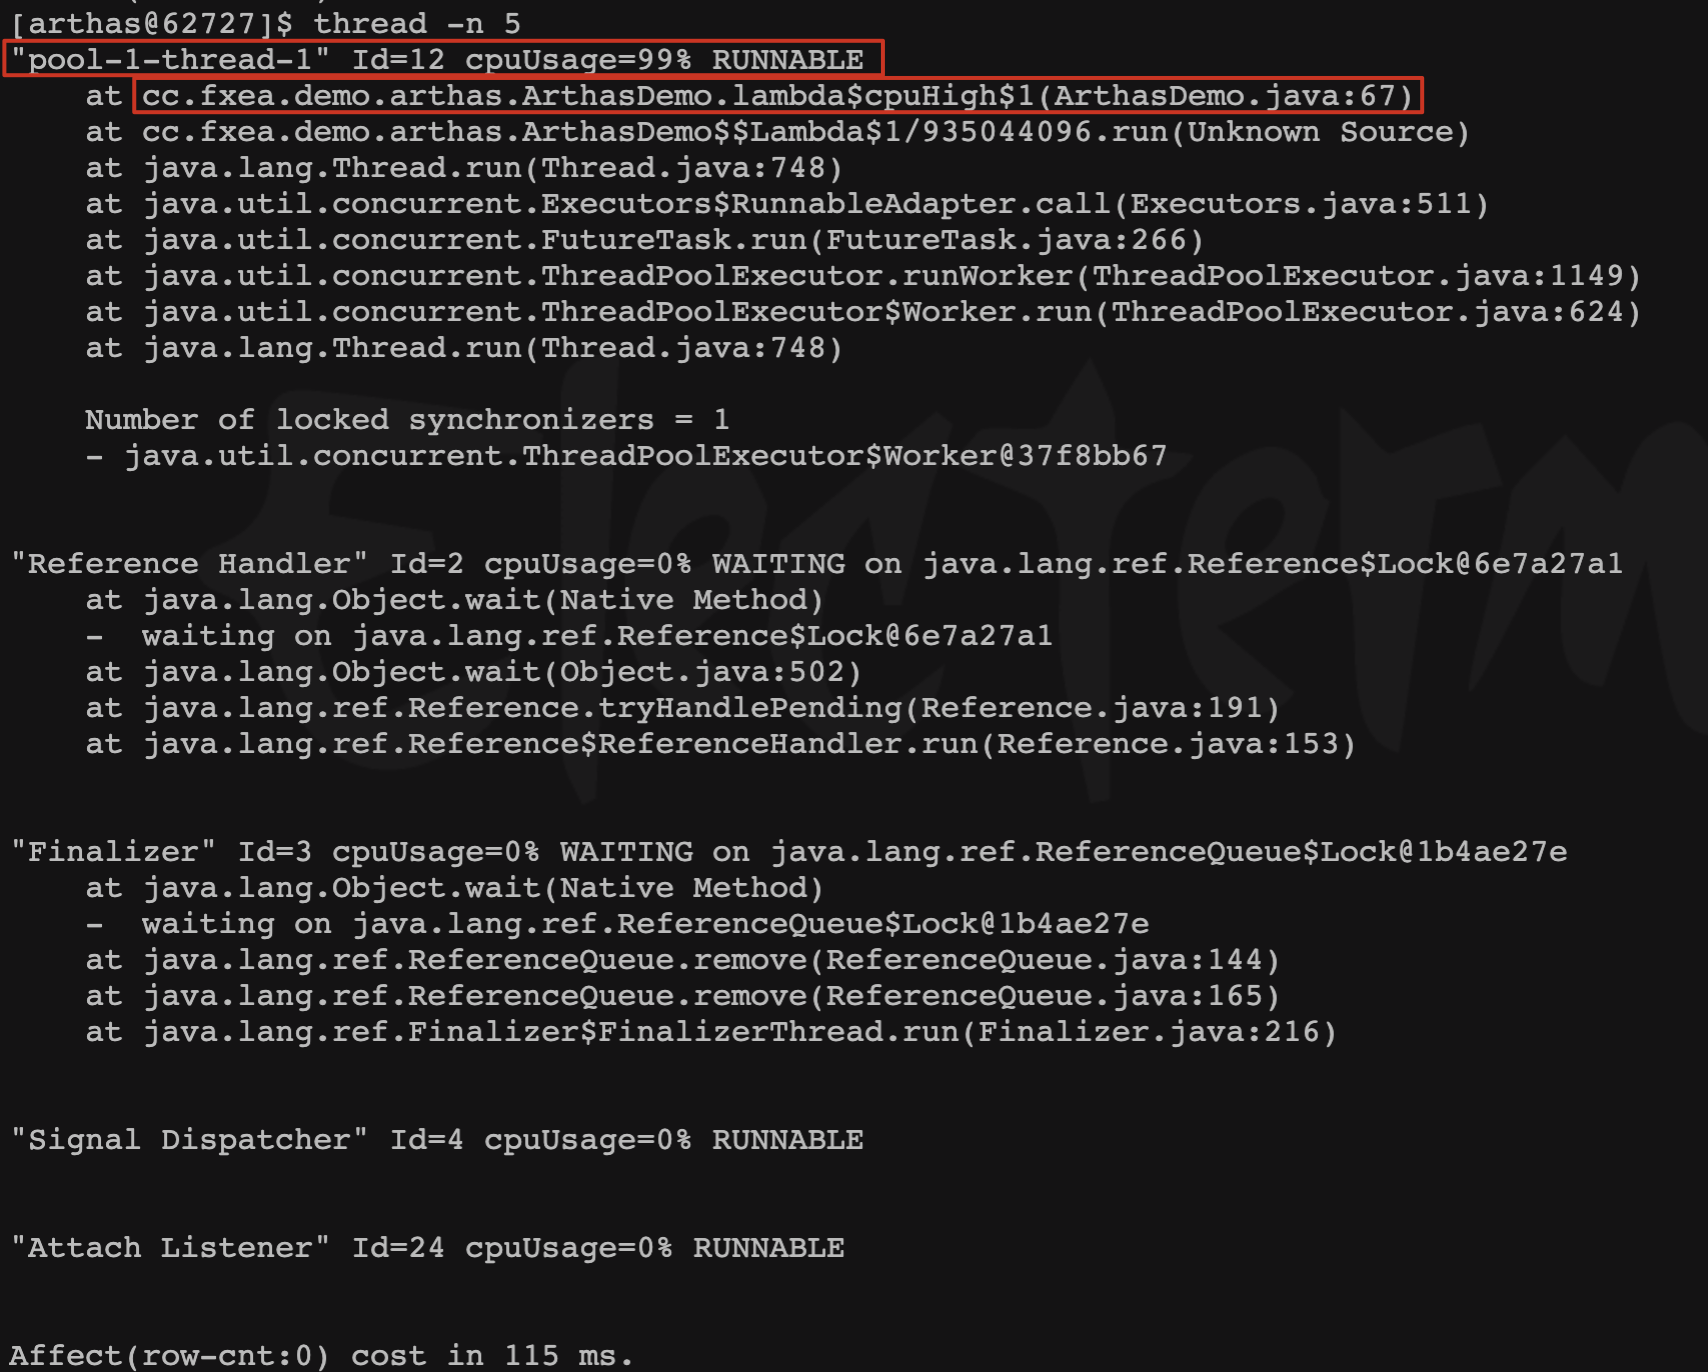 [arthas@62727]$ thread -n 5
"pool-1-thread-1" Id=12 cpuUsage=99% RUNNABLE
    at cc.fxea.demo.arthas.ArthasDemo.lambda$cpuHigh$1(ArthasDemo.java:67)
    at cc.fxea.demo.arthas.ArthasDemo$$Lambda$1/935044096.run(Unknown Source)
    at java.lang.Thread.run(Thread.java:748)
    at java.util.concurrent.Executors$RunnableAdapter.call(Executors.java:511)
    at java.util.concurrent.FutureTask.run(FutureTask.java:266)
    at java.util.concurrent.ThreadPoolExecutor.runWorker(ThreadPoolExecutor.java:1149)
    at java.util.concurrent.ThreadPoolExecutor$Worker.run(ThreadPoolExecutor.java:624)
    at java.lang.Thread.run(Thread.java:748)
    Number of locked synchronizers = 1
    - java.util.concurrent.ThreadPoolExecutor$Worker@37f8bb67
"Reference Handler" Id=2 cpuUsage=0% WAITING on java.lang.ref.Reference$Lock@6e7a27a1
    at java.lang.Object.wait(Native Method)
    -  waiting on java.lang.ref.Reference$Lock@6e7a27a1
    at java.lang.Object.wait(Object.java:502)
    at java.lang.ref.Reference.tryHandlePending(Reference.java:191)
    at java.lang.ref.Reference$ReferenceHandler.run(Reference.java:153)
"Finalizer" Id=3 cpuUsage=0% WAITING on java.lang.ref.ReferenceQueue$Lock@1b4ae27e
    at java.lang.Object.wait(Native Method)
    -  waiting on java.lang.ref.ReferenceQueue$Lock@1b4ae27e
    at java.lang.ref.ReferenceQueue.remove(ReferenceQueue.java:144)
    at java.lang.ref.ReferenceQueue.remove(ReferenceQueue.java:165)
    at java.lang.ref.Finalizer$FinalizerThread.run(Finalizer.java:216)
"Signal Dispatcher" Id=4 cpuUsage=0% RUNNABLE
"Attach Listener" Id=24 cpuUsage=0% RUNNABLE
Affect(row-cnt:0) cost in 115 ms.